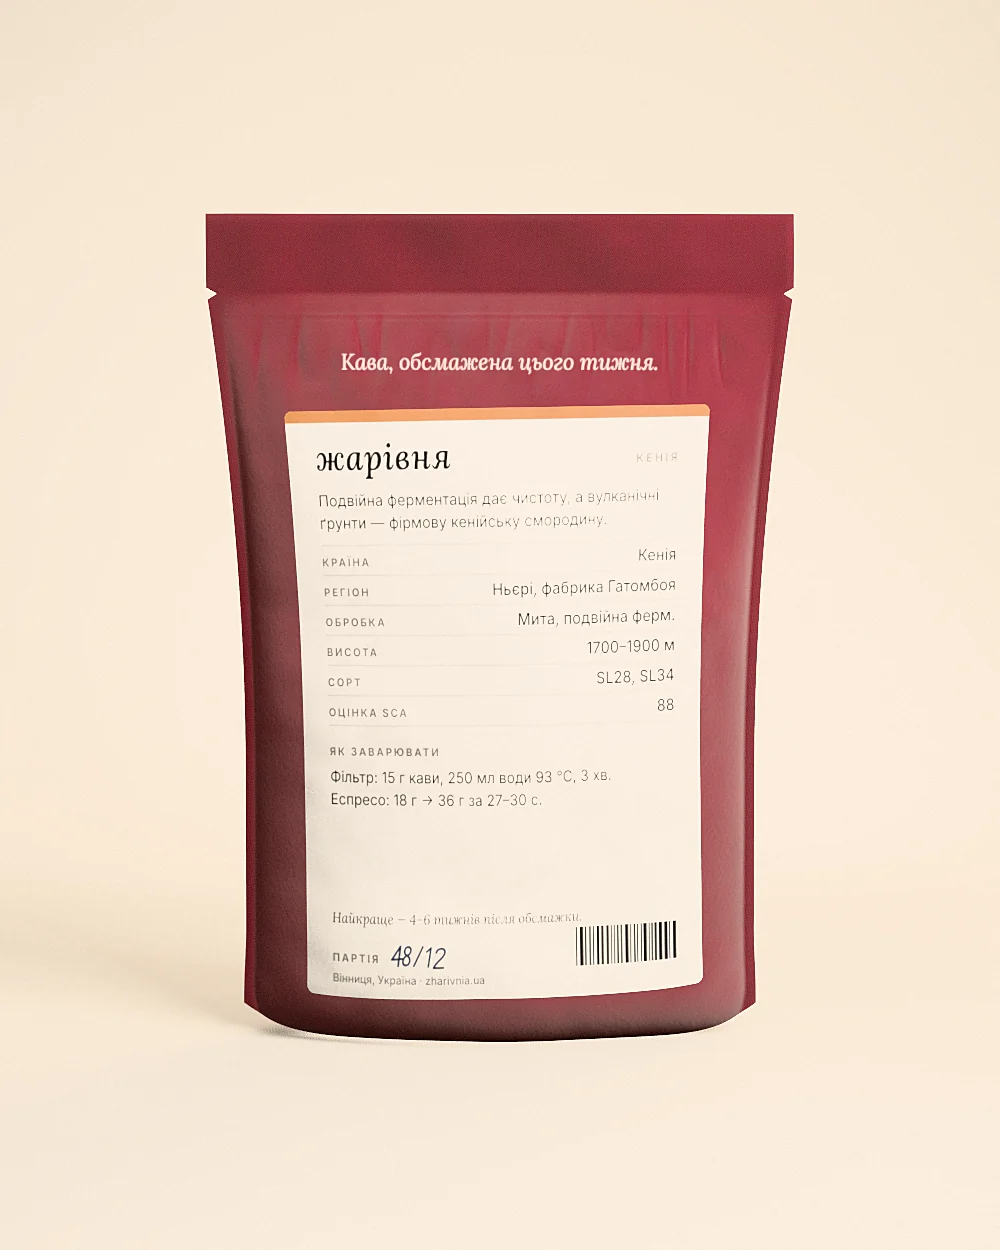 Кава, обсмажена цього тижня.
жарівня
КЕНІЯ
Подвійна ферментація дає чистоту, а вулканічні
ґрунти — фірмову кенійську смородину.
КРАЇНА Кенія
РЕГІОН Ньєрі, фабрика Гатомбоя
ОБРОБКА Мита, подвійна ферм.
ВИСОТА 1700–1900 м
СОРТ SL28, SL34
ОЦІНКА SCA 88
ЯК ЗАВАРЮВАТИ
Фільтр: 15 г кави, 250 мл води 93 °C, 3 хв.
Еспресо: 18 г → 36 г за 27–30 с.
Найкраще — 4–6 тижнів після обсмажки.
ПАРТІЯ 48/12
Вінниця, Україна · zharivnia.ua